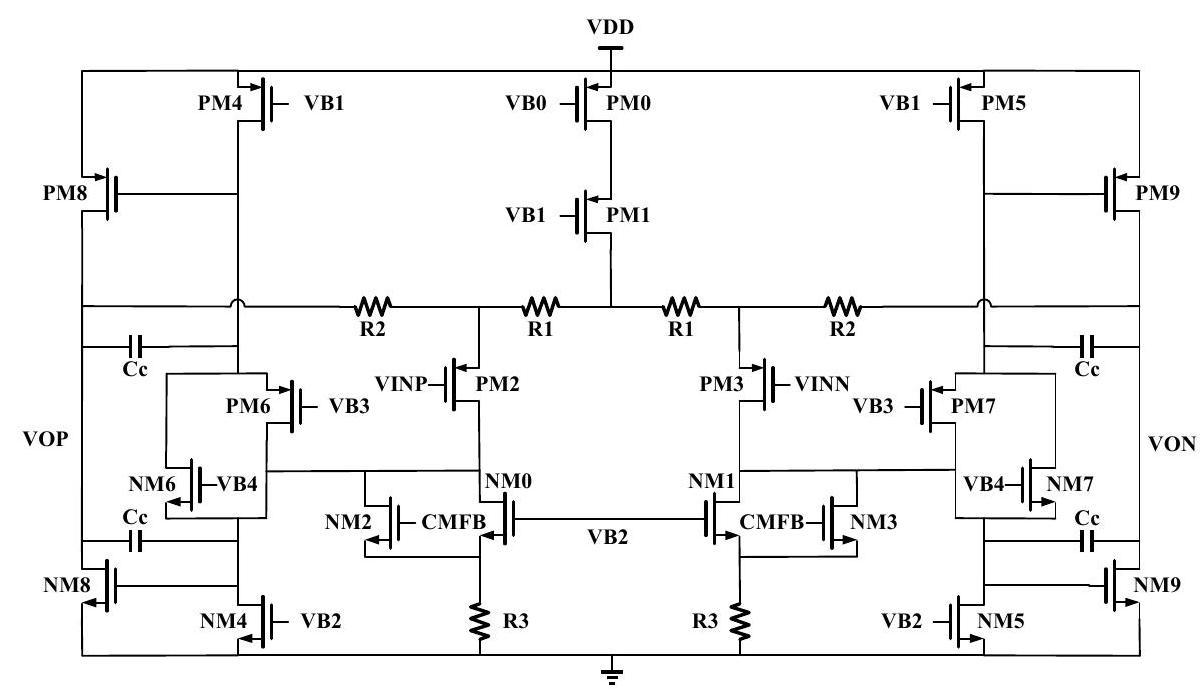 VDD
PM4 VB1 VB0 PM0 VB1 PM5
PM8 PM9
VB1 PM1
R2 R1 R1 R2
Cc Cc
VINP PM2 PM3 VINN
PM6 VB3 VB3 PM7
VOP VON
NM6 VB4 NM0 NM1 VB4 NM7
Cc NM2 CMFB CMFB NM3 Cc
VB2
NM8 NM9
NM4 VB2 R3 R3 VB2 NM5